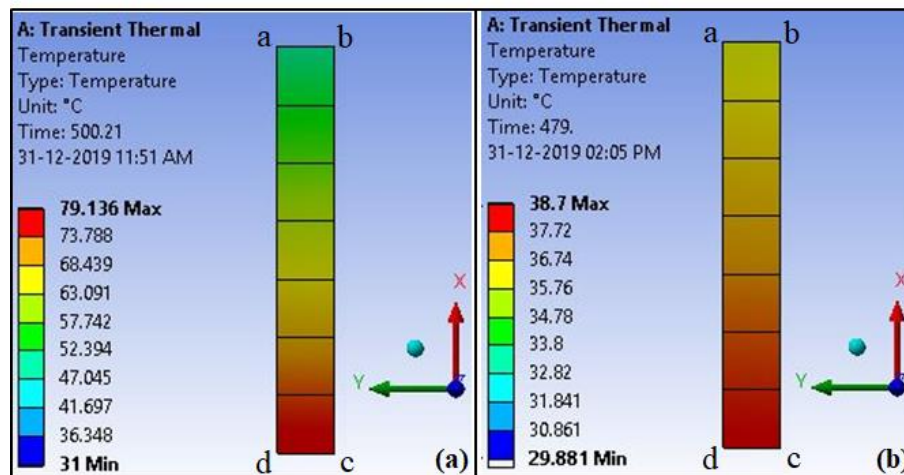 A: Transient Thermal
Temperature
Type: Temperature
Unit: °C
Time: 500.21
31-12-2019 11:51 AM
79.136 Max
73.788
68.439
63.091
57.742
52.394
47.045
41.697
36.348
31 Min
a b
d c
X
Y
(a)
A: Transient Thermal
Temperature
Type: Temperature
Unit: °C
Time: 479.
31-12-2019 02:05 PM
38.7 Max
37.72
36.74
35.76
34.78
33.8
32.82
31.841
30.861
29.881 Min
a b
d c
X
Y
(b)